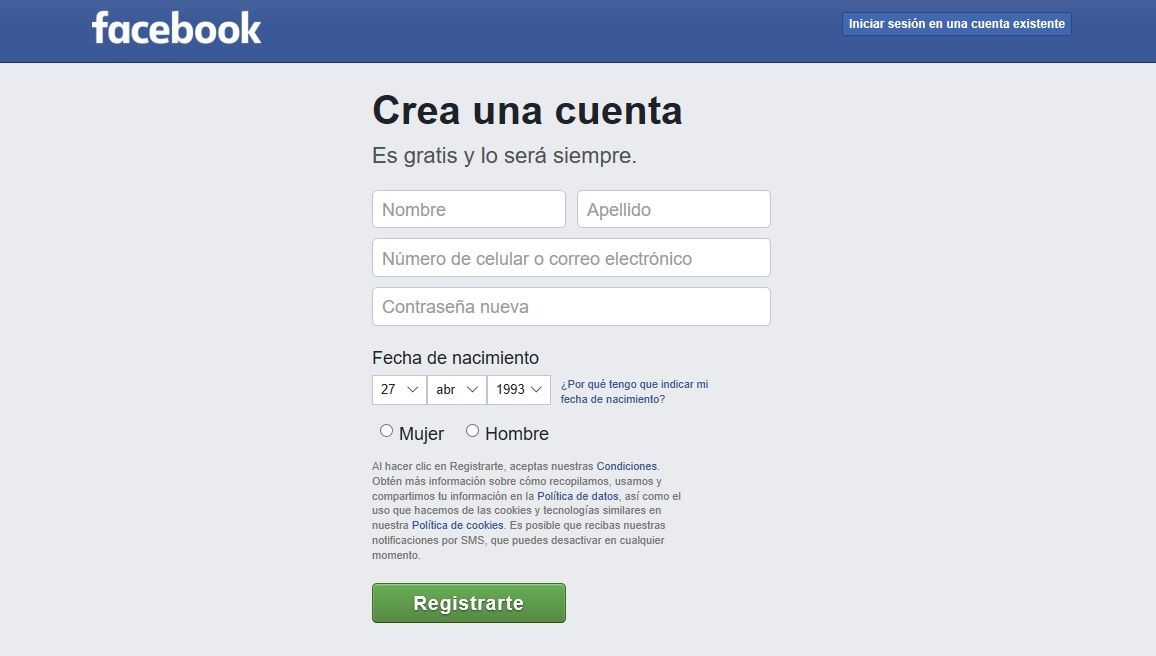 facebook
Iniciar sesión en una cuenta existente
Crea una cuenta
Es gratis y lo será siempre.
Nombre
Apellido
Número de celular o correo electrónico
Contraseña nueva
Fecha de nacimiento
27 abr 1993
¿Por qué tengo que indicar mi
fecha de nacimiento?
Mujer Hombre
Al hacer clic en Registrarte, aceptas nuestras Condiciones.
Obtén más información sobre cómo recopilamos, usamos y
compartimos tu información en la Política de datos, así como el
uso que hacemos de las cookies y tecnologías similares en
nuestra Política de cookies. Es posible que recibas nuestras
notificaciones por SMS, que puedes desactivar en cualquier
momento.
Registrarte